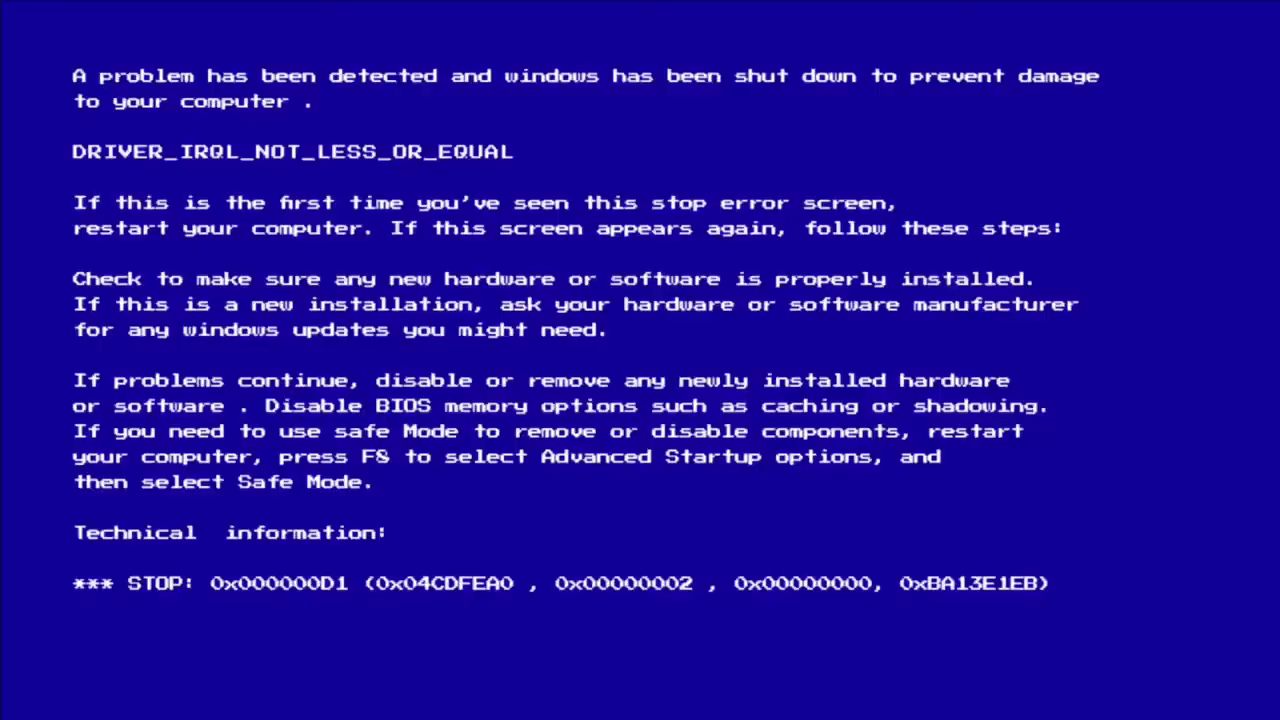 A problem has been detected and windows has been shut down to prevent damage
to your computer .
DRIVER_IRQL_NOT_LESS_OR_EQUAL
If this is the first time you've seen this stop error screen,
restart your computer. If this screen appears again, follow these steps:
Check to make sure any new hardware or software is properly installed.
If this is a new installation, ask your hardware or software manufacturer
for any windows updates you might need.
If problems continue, disable or remove any newly installed hardware
or software . Disable BIOS memory options such as caching or shadowing.
If you need to use safe Mode to remove or disable components, restart
your computer, press F8 to select Advanced Startup options, and
then select Safe Mode.
Technical  information:
*** STOP: 0x000000D1 (0x04CDFEA0 , 0x00000002 , 0x00000000, 0xBA13E1EB)